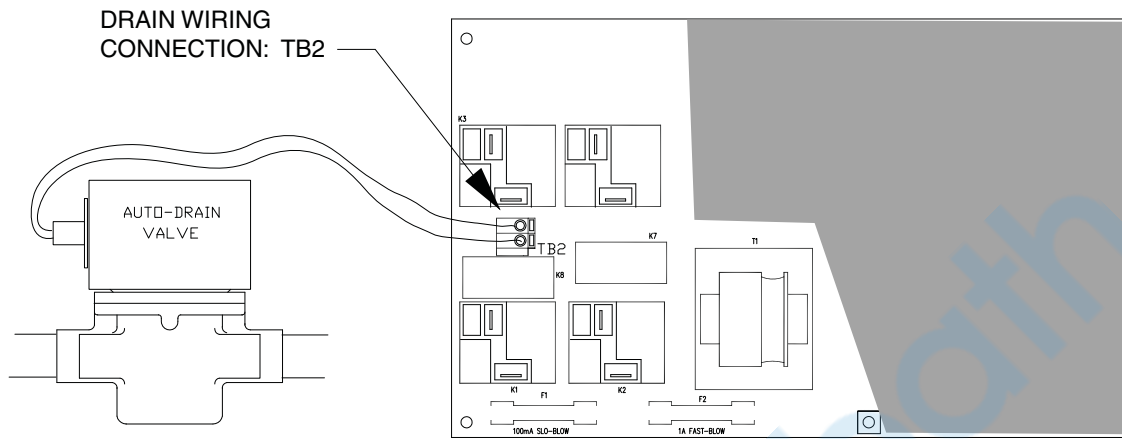 DRAIN WIRING
CONNECTION: TB2
K3
AUTO-DRAIN
VALVE
TB2
K7
T1
K8
K1
K2
F1
F2
100mA SLO-BLOW
1A FAST-BLOW